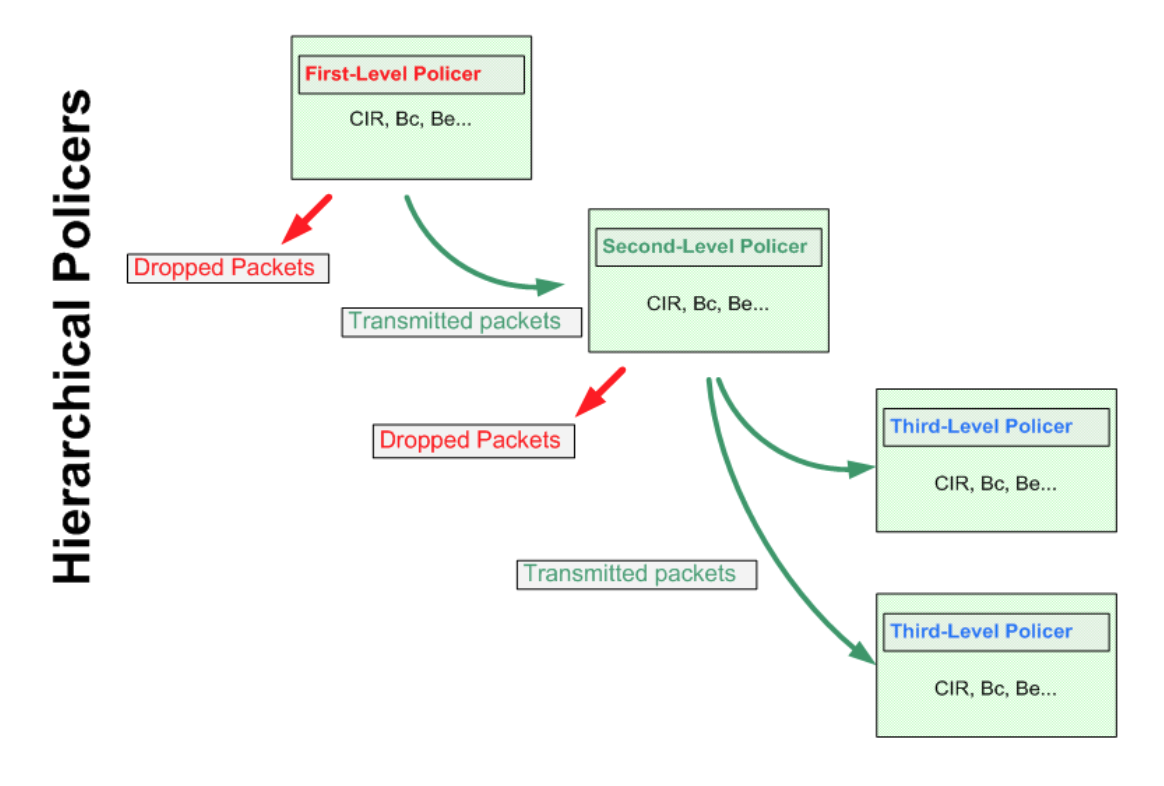 Hierarchical Policers
First-Level Policer
CIR, Bc, Be...
Dropped Packets
Transmitted packets
Second-Level Policer
CIR, Bc, Be...
Dropped Packets
Transmitted packets
Third-Level Policer
CIR, Bc, Be...
Third-Level Policer
CIR, Bc, Be...